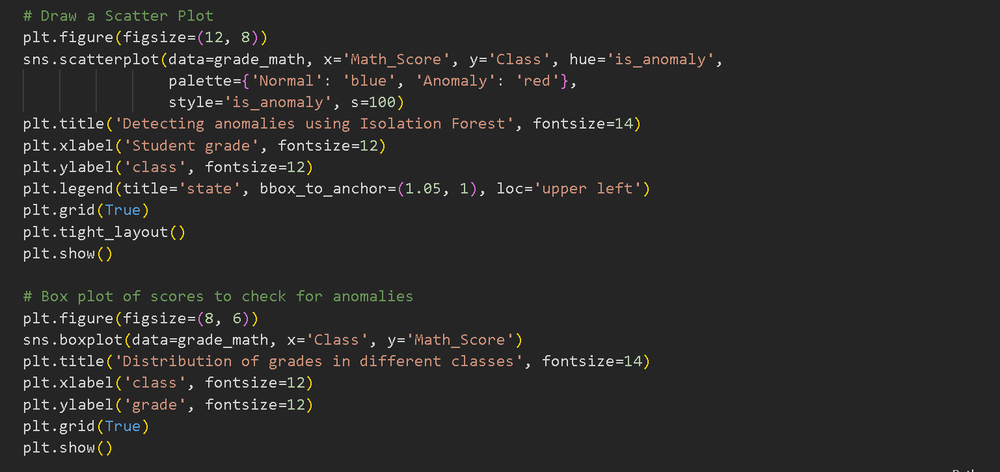 # Draw a Scatter Plot
plt.figure(figsize=(12, 8))
sns.scatterplot(data=grade_math, x='Math_Score', y='Class', hue='is_anomaly',
                palette={'Normal': 'blue', 'Anomaly': 'red'},
                style='is_anomaly', s=100)
plt.title('Detecting anomalies using Isolation Forest', fontsize=14)
plt.xlabel('Student grade', fontsize=12)
plt.ylabel('class', fontsize=12)
plt.legend(title='state', bbox_to_anchor=(1.05, 1), loc='upper left')
plt.grid(True)
plt.tight_layout()
plt.show()

# Box plot of scores to check for anomalies
plt.figure(figsize=(8, 6))
sns.boxplot(data=grade_math, x='Class', y='Math_Score')
plt.title('Distribution of grades in different classes', fontsize=14)
plt.xlabel('class', fontsize=12)
plt.ylabel('grade', fontsize=12)
plt.grid(True)
plt.show()